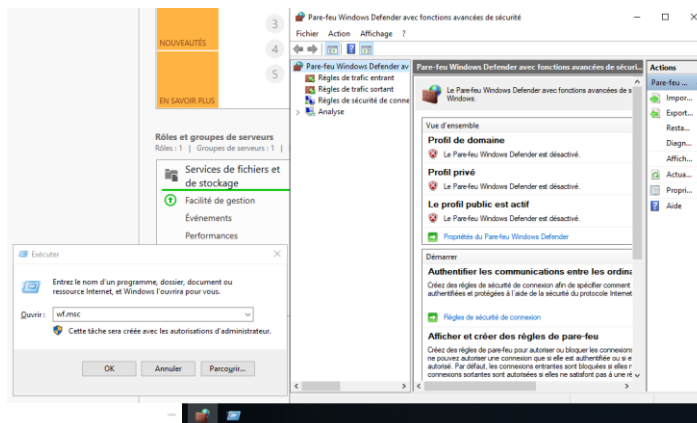 NOUVEAUTÉS
EN SAVOIR PLUS
3
4
5
Rôles et groupes de serveurs
Rôles : 1 | Groupes de serveurs : 1 |
Services de fichiers et
de stockage
Facilité de gestion
Événements
Performances
Exécuter
Entrez le nom d'un programme, dossier, document ou
ressource Internet, et Windows l'ouvrira pour vous.
Ouvrir : wf.msc
Cette tâche sera créée avec les autorisations d'administrateur.
OK Annuler Parcourir...
Pare-feu Windows Defender avec fonctions avancées de sécurité
Fichier Action Affichage ?
Pare-feu Windows Defender av
Règles de trafic entrant
Règles de trafic sortant
Règles de sécurité de conne
Analyse
Pare-feu Windows Defender avec fonctions avancées de sécuri...
Le Pare-feu Windows Defender avec fonctions avancées de s
Windows.
Vue d'ensemble
Profil de domaine
Le Pare-feu Windows Defender est désactivé.
Profil privé
Le Pare-feu Windows Defender est désactivé.
Le profil public est actif
Le Pare-feu Windows Defender est désactivé.
Propriétés du Pare-feu Windows Defender
Démarrer
Authentifier les communications entre les ordina
Créez des règles de sécurité de connexion afin de spécifier comment
authentifiées et protégées à l'aide de la sécurité du protocole Internet
Règles de sécurité de connexion
Afficher et créer des règles de pare-feu
Créez des règles de pare-feu pour autoriser ou bloquer les connexions
ne pouvez autoriser une connexion que si elle est authentifiée ou si e
autorisé. Par défaut, les connexions entrantes sont bloquées si elles r
connexions sortantes sont autorisées si elles ne satisfont pas à une ré
Actions
Pare-feu ...
Impor...
Export...
Resta...
Diagn...
Affich...
Actua...
Propri...
Aide